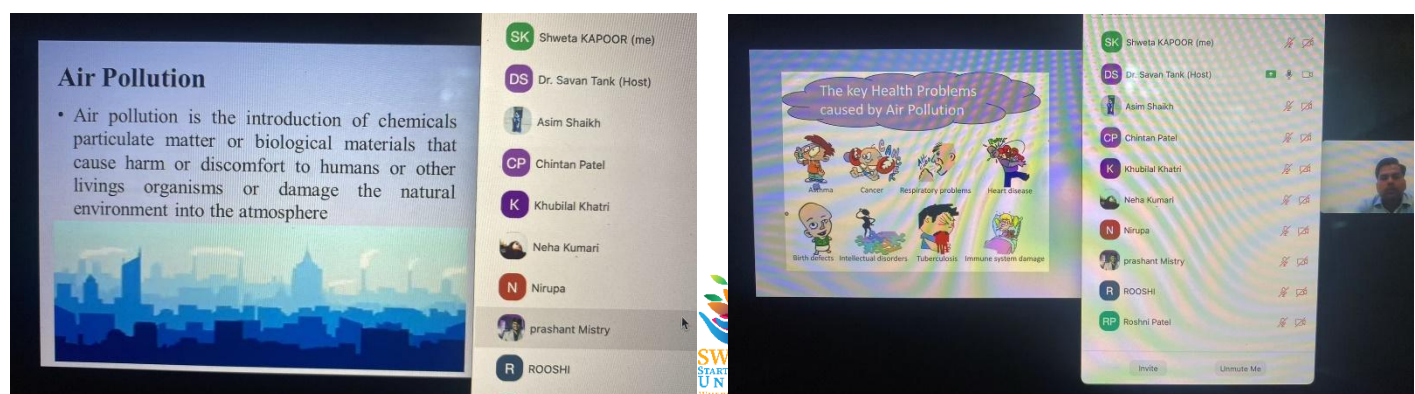 Air Pollution
• Air pollution is the introduction of chemicals
particulate matter or biological materials that
cause harm or discomfort to humans or other
livings organisms or damage the natural
environment into the atmosphere
SK Shweta KAPOOR (me)
DS Dr. Savan Tank (Host)
Asim Shaikh
CP Chintan Patel
K Khubilal Khatri
Neha Kumari
N Nirupa
prashant Mistry
R ROOSHI
SW
START
UN
The key Health Problems
caused by Air Pollution
Asthma
Cancer
Respiratory problems
Heart disease
Birth defects
Intellectual disorders
Tuberculosis
Immune system damage
SK Shweta KAPOOR (me)
DS Dr. Savan Tank (Host)
Asim Shaikh
CP Chintan Patel
K Khubilal Khatri
Neha Kumari
N Nirupa
prashant Mistry
R ROOSHI
RP Roshni Patel
Invite
Unmute Me